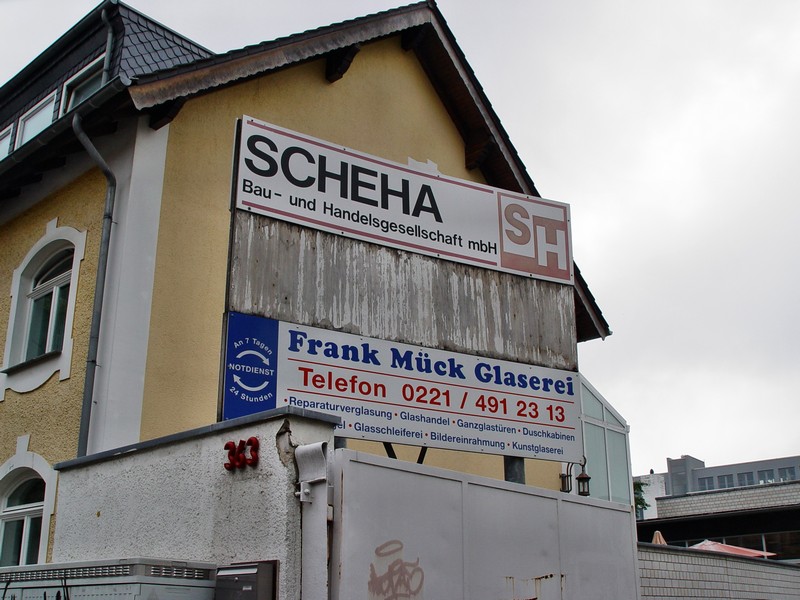 SCHEHA
Bau- und Handelsgesellschaft mbH
SH
An 7 Tagen
NOTDIENST
24 Stunden
Frank Mück Glaserei
Telefon 0221 / 491 23 13
•Reparaturverglasung •Glashandel •Ganzglastüren •Duschkabinen
•Glasschleiferei •Bildereinrahmung •Kunstglaserei
363